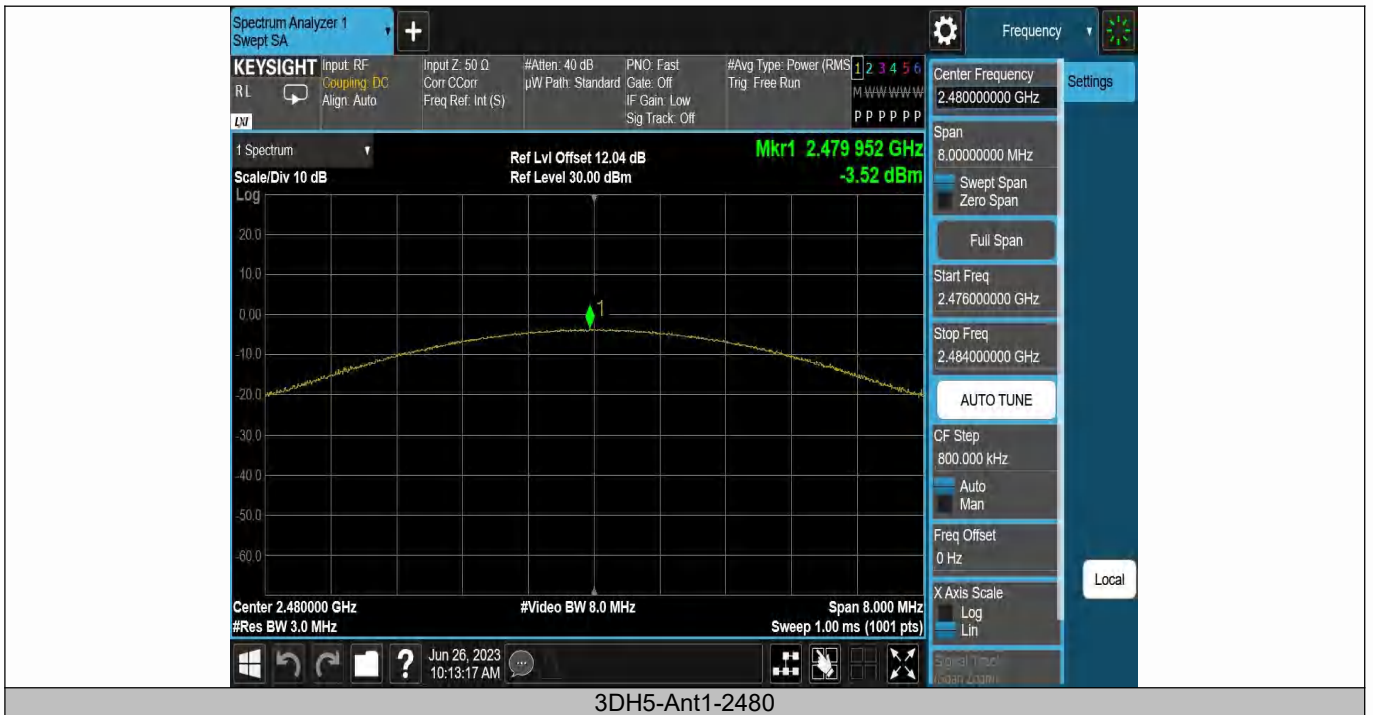 Spectrum Analyzer 1
Swept SA
+
Frequency
KEYSIGHT
RL
LXI
Input: RF
Coupling: DC
Align: Auto
Input Z: 50 Ω
Corr CCorr
Freq Ref: Int (S)
#Atten: 40 dB
µW Path: Standard
PNO: Fast
Gate: Off
IF Gain: Low
Sig Track: Off
#Avg Type: Power (RMS
Trig: Free Run
1 2 3 4 5 6
M W W W W W
P P P P P P
1 Spectrum
Scale/Div 10 dB
Ref Lvl Offset 12.04 dB
Ref Level 30.00 dBm
Mkr1 2.479 952 GHz
-3.52 dBm
Log
20.0
10.0
0.00
-10.0
-20.0
-30.0
-40.0
-50.0
-60.0
1
Center 2.480000 GHz
#Res BW 3.0 MHz
#Video BW 8.0 MHz
Span 8.000 MHz
Sweep 1.00 ms (1001 pts)
Center Frequency
2.480000000 GHz
Settings
Span
8.00000000 MHz
Swept Span
Zero Span
Full Span
Start Freq
2.476000000 GHz
Stop Freq
2.484000000 GHz
AUTO TUNE
CF Step
800.000 kHz
Auto
Man
Freq Offset
0 Hz
X Axis Scale
Log
Lin
Signal Track
(Span Zoom)
Local
?
Jun 26, 2023
10:13:17 AM
3DH5-Ant1-2480